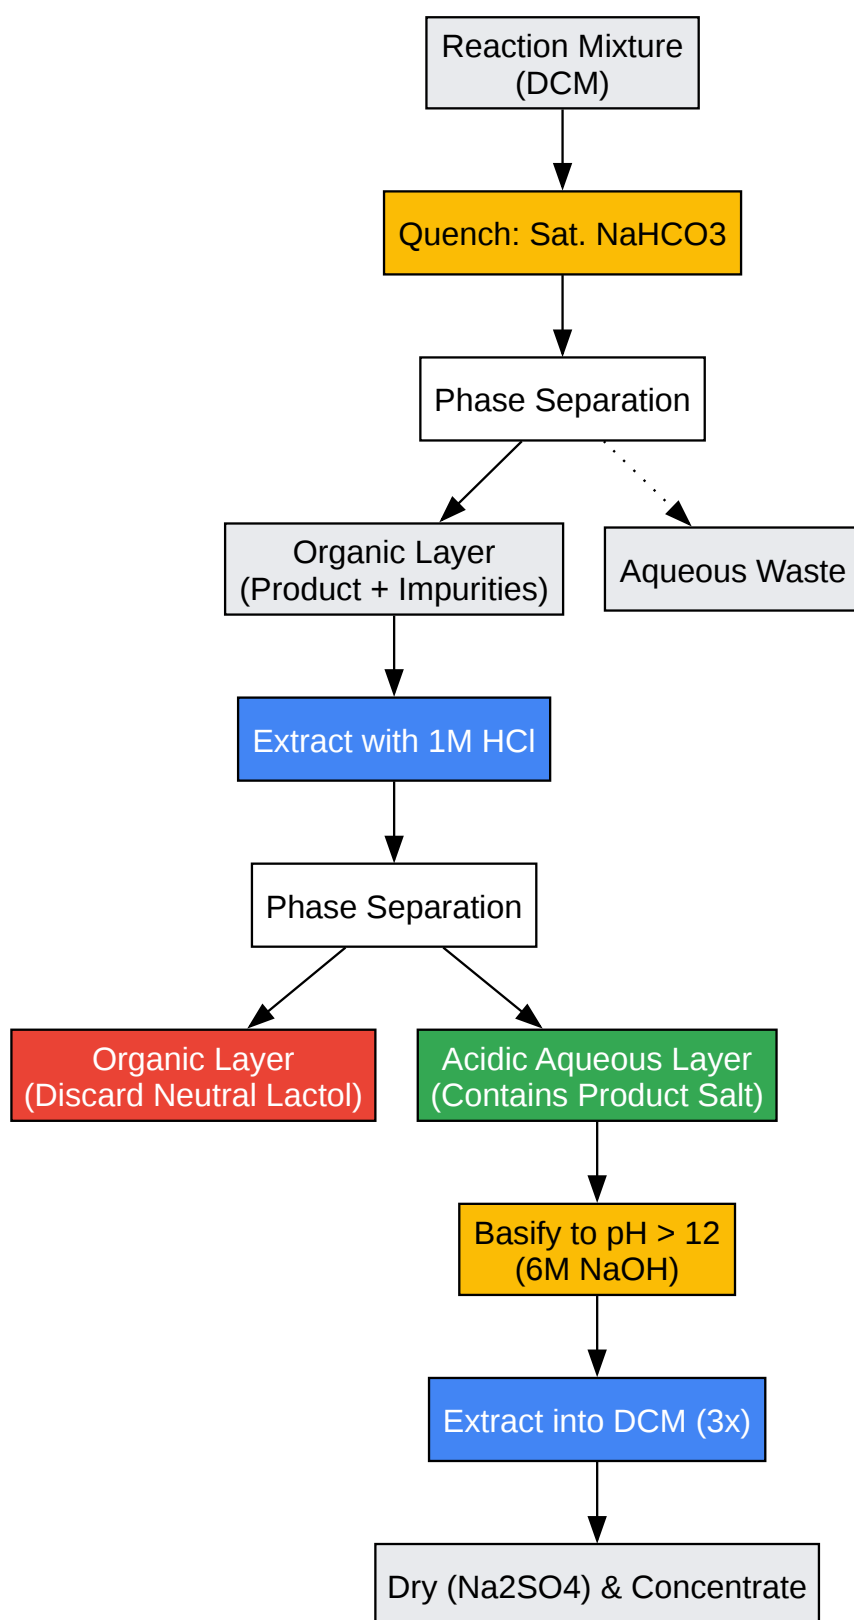 Reaction Mixture
(DCM)
Quench: Sat. NaHCO3
Phase Separation
Organic Layer
(Product + Impurities)
Aqueous Waste
Extract with 1M HCl
Phase Separation
Organic Layer
(Discard Neutral Lactol)
Acidic Aqueous Layer
(Contains Product Salt)
Basify to pH > 12
(6M NaOH)
Extract into DCM (3x)
Dry (Na2SO4) & Concentrate